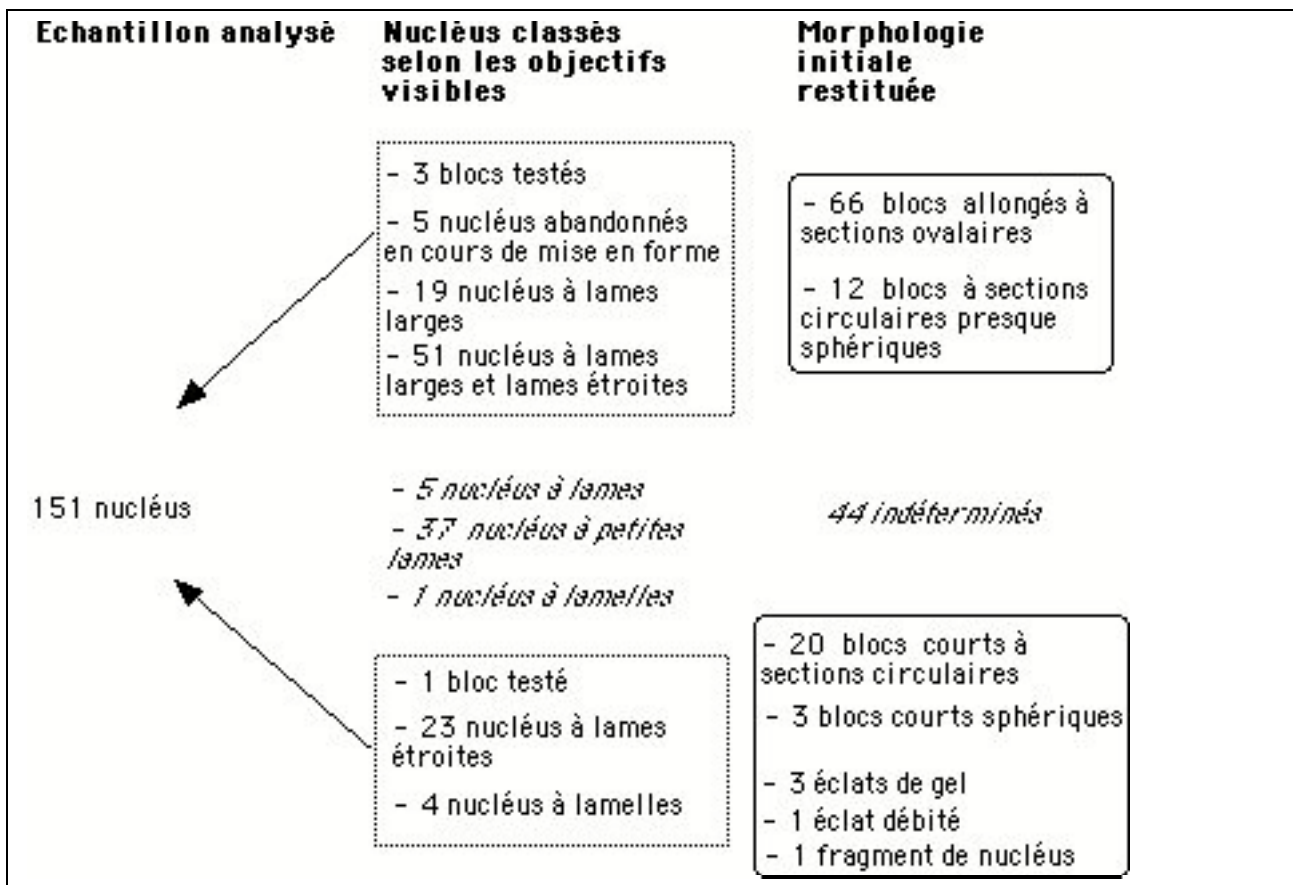 Echantillon analysé
Nucléus classés
selon les objectifs
visibles
Morphologie
initiale
restituée
- 3 blocs testés
- 5 nucléus abandonnés
en cours de mise en forme
- 19 nucléus à lames
larges
- 51 nucléus à lames
larges et lames étroites
- 66 blocs allongés à
sections ovalaires
- 12 blocs à sections
circulaires presque
sphériques
151 nucléus
- 5 nucléus à lames
- 37 nucléus à petites
lames
- 1 nucléus à lamelles
44 indéterminés
- 1 bloc testé
- 23 nucléus à lames
étroites
- 4 nucléus à lamelles
- 20 blocs courts à
sections circulaires
- 3 blocs courts sphériques
- 3 éclats de gel
- 1 éclat débité
- 1 fragment de nucléus